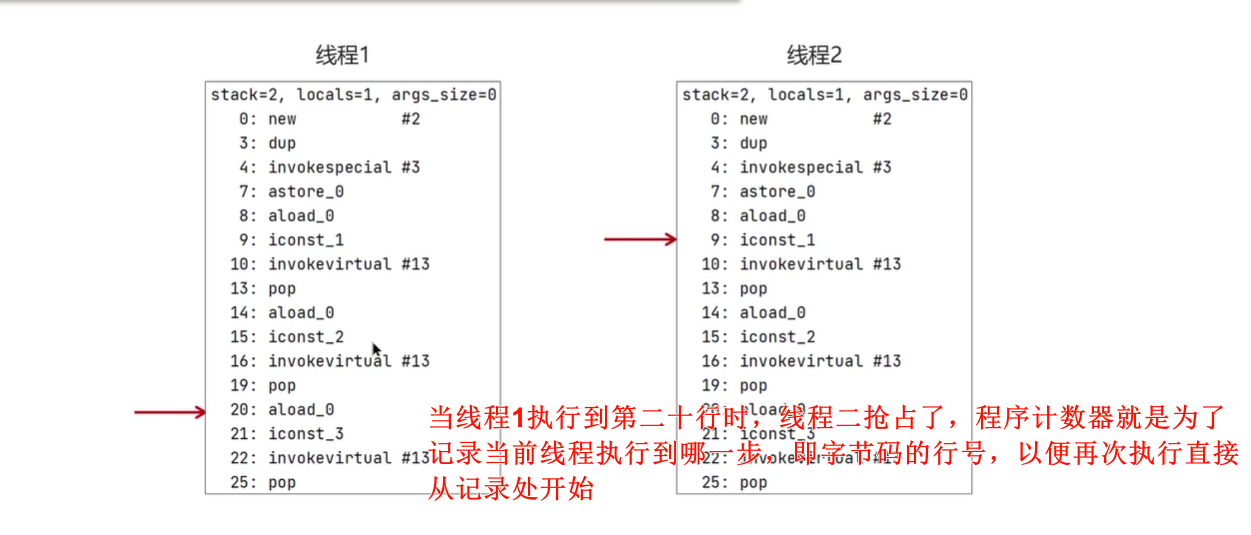 线程1
stack=2, locals=1, args_size=0
0: new #2
3: dup
4: invokespecial #3
7: astore_0
8: aload_0
9: iconst_1
10: invokevirtual #13
13: pop
14: aload_0
15: iconst_2
16: invokevirtual #13
19: pop
20: aload_0
21: iconst_3
22: invokevirtual #13
25: pop
线程2
stack=2, locals=1, args_size=0
0: new #2
3: dup
4: invokespecial #3
7: astore_0
8: aload_0
9: iconst_1
10: invokevirtual #13
13: pop
14: aload_0
15: iconst_2
16: invokevirtual #13
19: pop
20: aload_0
21: iconst_3
22: invokevirtual #13
25: pop
当线程1执行到第二十行时，线程二抢占了，程序计数器就是为了
记录当前线程执行到哪一步，即字节码的行号，以便再次执行直接
从记录处开始